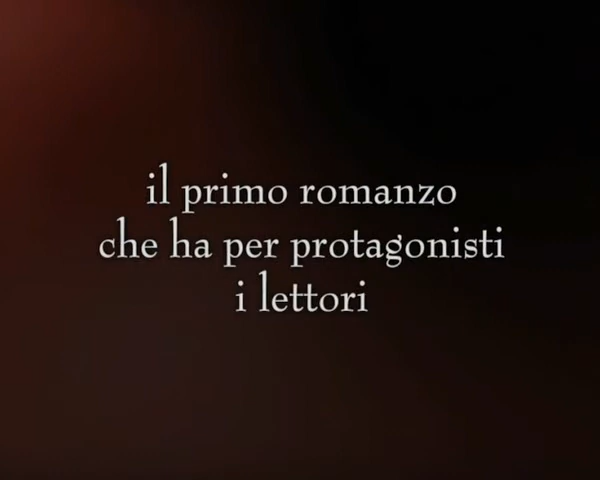 il primo romanzo
che ha per protagonisti
i lettori